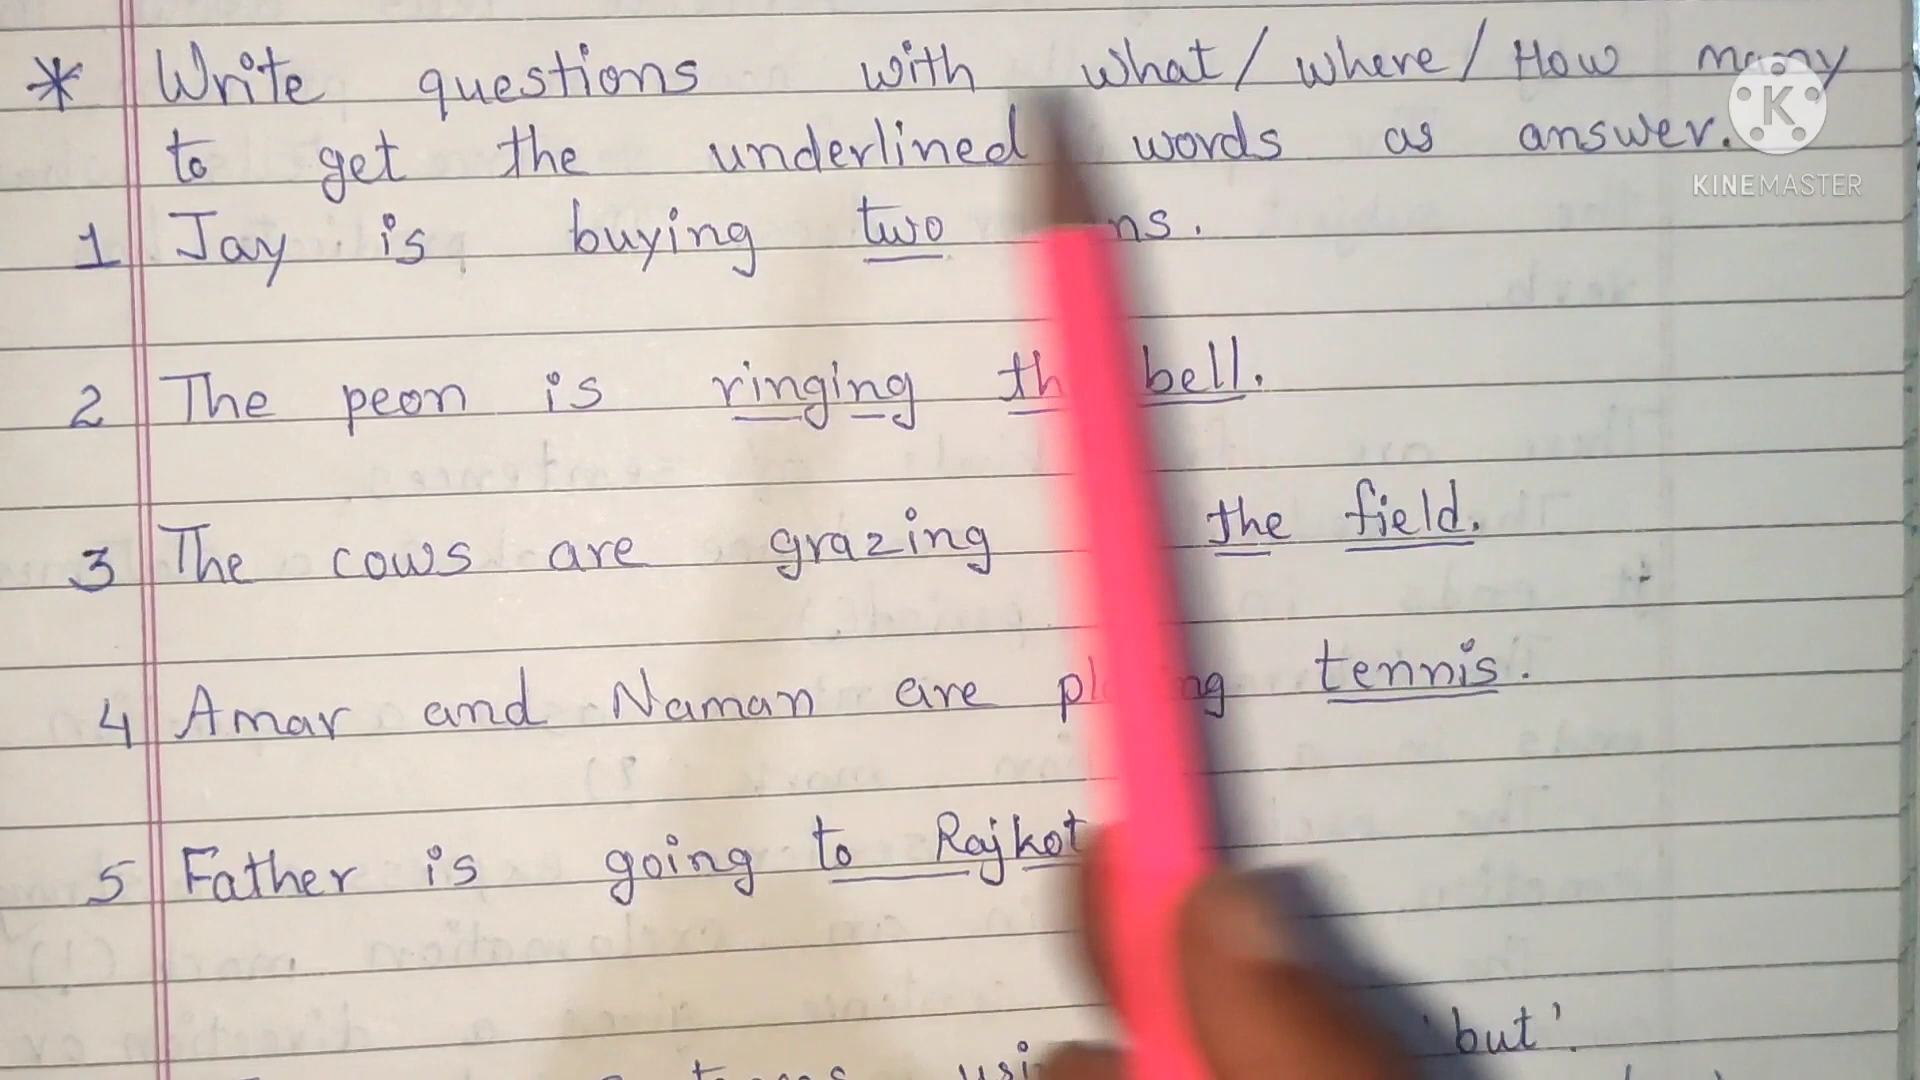 * Write questions with what/ where/ How many
to get the underlined words as answer.
KINEMASTER
1 Jay is buying two
2 The peon is ringing bell.
3 The cows are grazing the field.
4 Amar and Naman are tennis.
5 Father is going to Rajkot
'but'.